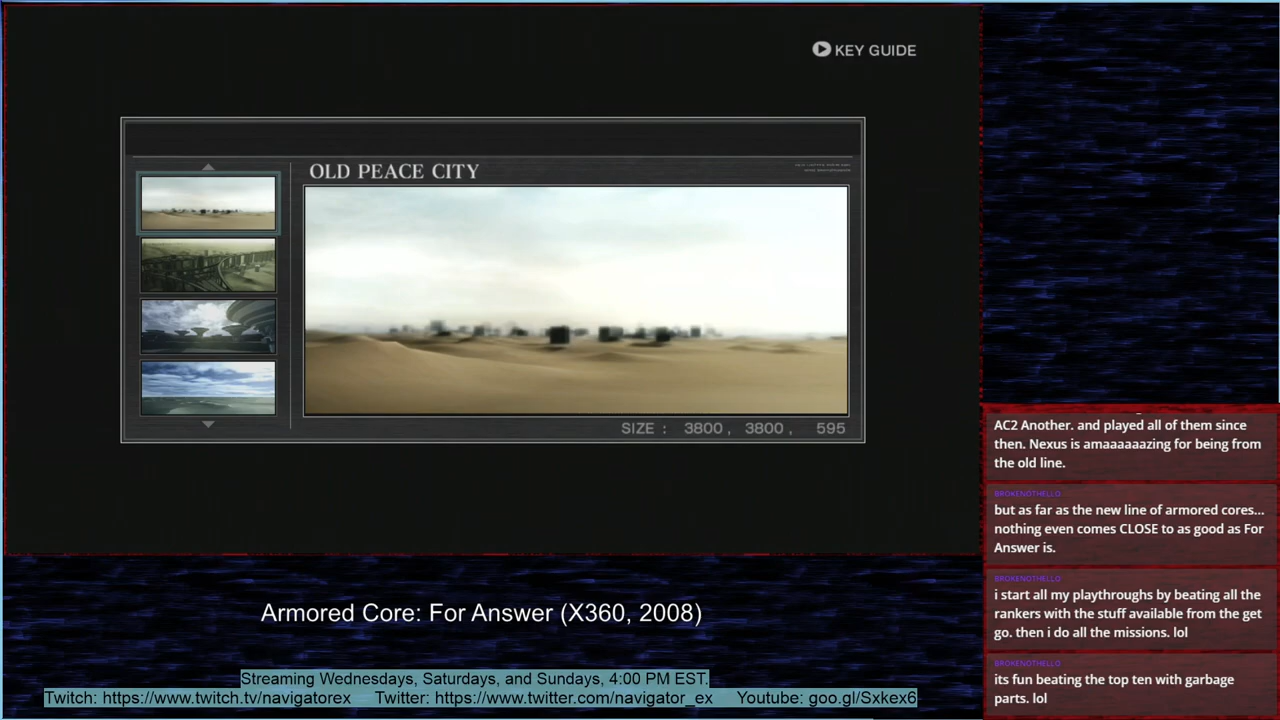 KEY GUIDE
OLD PEACE CITY
SIZE : 3800 , 3800 , 595
AC2 Another. and played all of them since
then. Nexus is amaaaaaazing for being from
the old line.
BROKENOTHELLO
but as far as the new line of armored cores...
nothing even comes CLOSE to as good as For
Answer is.
BROKENOTHELLO
i start all my playthroughs by beating all the
rankers with the stuff available from the get
go. then i do all the missions. lol
BROKENOTHELLO
its fun beating the top ten with garbage
parts. lol
Armored Core: For Answer (X360, 2008)
Streaming Wednesdays, Saturdays, and Sundays, 4:00 PM EST.
Twitch: https://www.twitch.tv/navigatorex Twitter: https://www.twitter.com/navigator_ex Youtube: goo.gl/Sxkex6